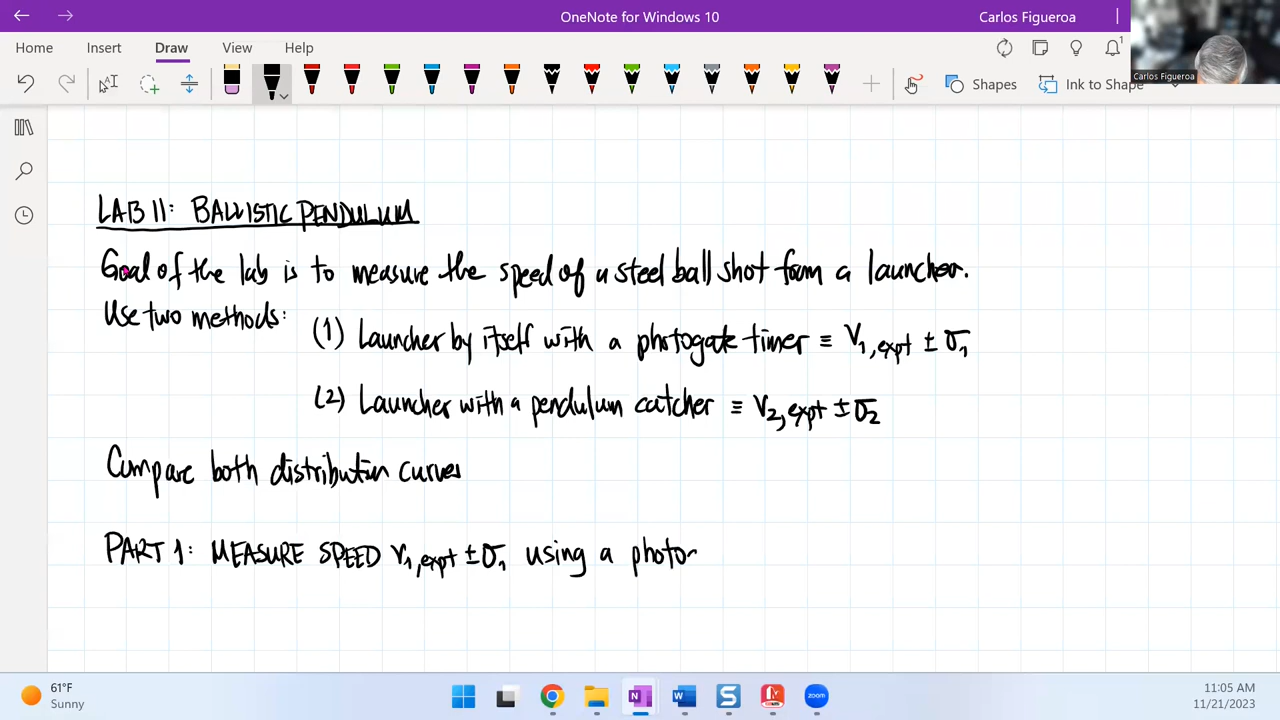 OneNote for Windows 10
Carlos Figueroa
Home Insert Draw View Help
1
Carlos Figueroa
Shapes Ink to Shape
LAB 11: BALLISTIC PENDULUM
Goal of the lab is to measure the speed of a steel ball shot form a launcher.
Use two methods:
(1) Launcher by itself with a photogate timer ≡ v₁,expt ± σ₁
(2) Launcher with a pendulum catcher ≡ v₂,expt ± σ₂
Compare both distribution curves
PART 1: MEASURE SPEED v₁,expt ± σ₁ using a photo
61°F
Sunny
zoom
11:05 AM
11/21/2023